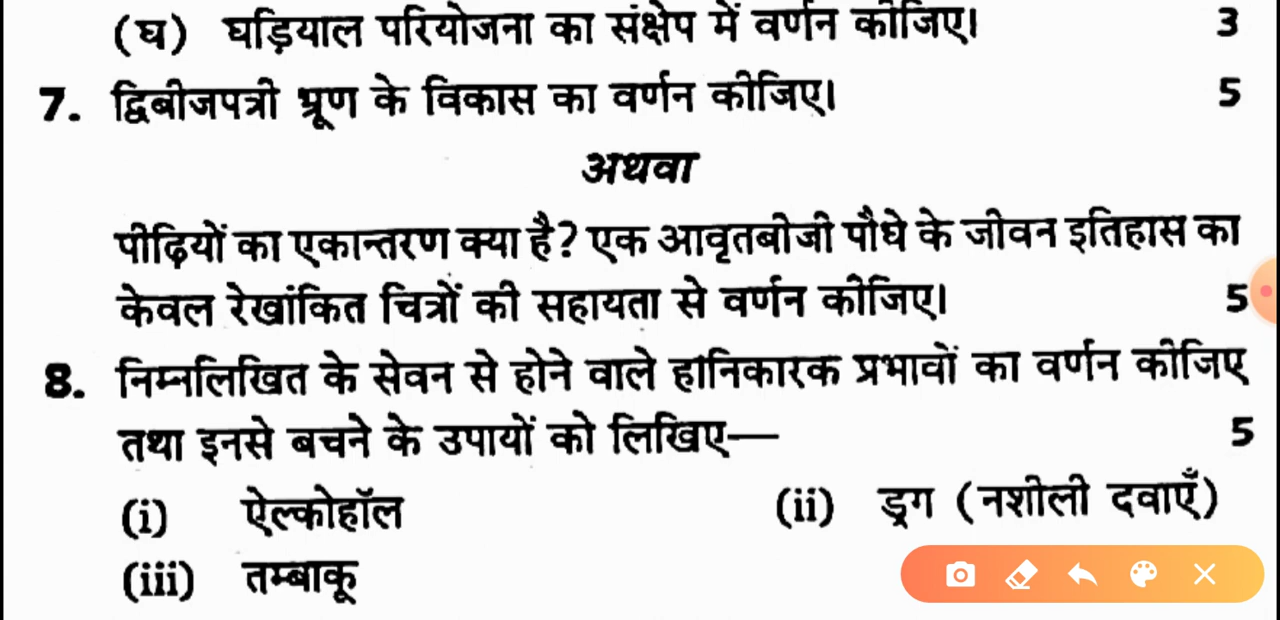 (घ) घड़ियाल परियोजना का संक्षेप में वर्णन कीजिए। 3
7. द्विबीजपत्री भ्रूण के विकास का वर्णन कीजिए। 5
अथवा
पीढ़ियों का एकान्तरण क्या है? एक आवृतबीजी पौधे के जीवन इतिहास का
केवल रेखांकित चित्रों की सहायता से वर्णन कीजिए। 5
8. निम्नलिखित के सेवन से होने वाले हानिकारक प्रभावों का वर्णन कीजिए
तथा इनसे बचने के उपायों को लिखिए— 5
(i) ऐल्कोहॉल (ii) ड्रग (नशीली दवाएँ)
(iii) तम्बाकू